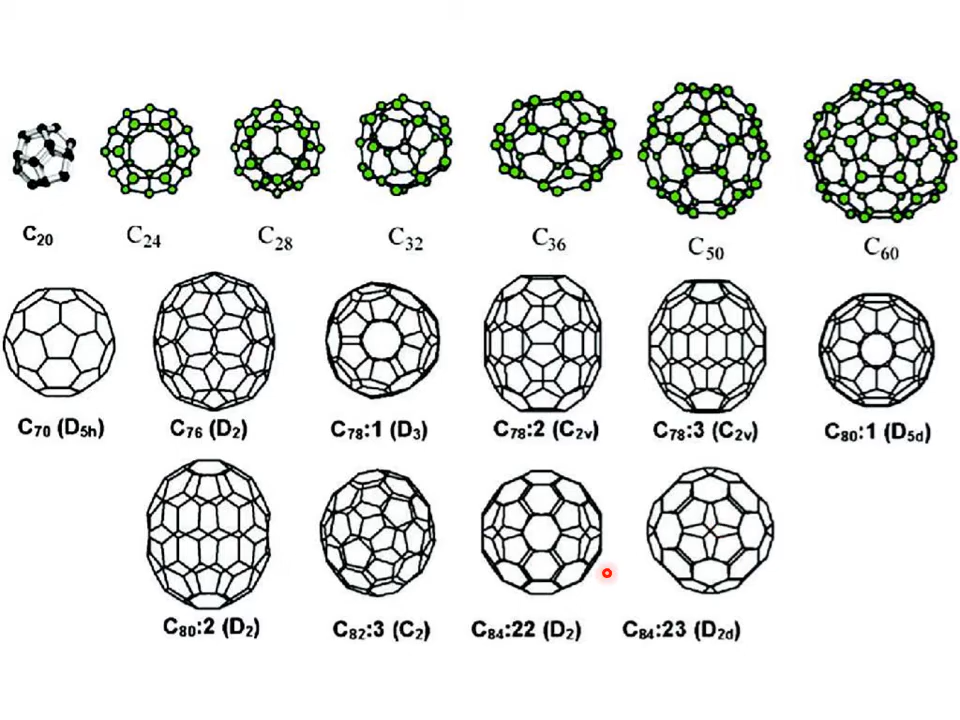 C₂₀ C₂₄ C₂₈ C₃₂ C₃₆ C₅₀ C₆₀
C₇₀ (D₅ₕ) C₇₆ (D₂) C₇₈:1 (D₃) C₇₈:2 (C₂ᵥ) C₇₈:3 (C₂ᵥ) C₈₀:1 (D₅d)
C₈₀:2 (D₂) C₈₂:3 (C₂) C₈₄:22 (D₂) C₈₄:23 (D₂d)